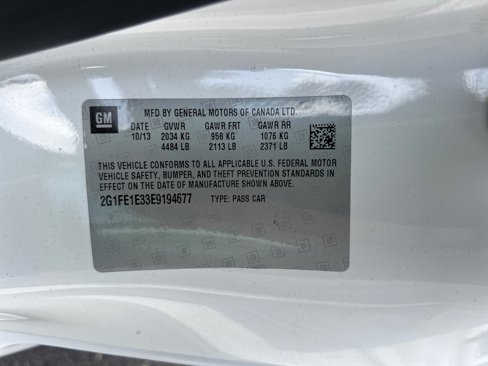 GM
MFD BY GENERAL MOTORS OF CANADA LTD.
DATE GVWR GAWR FRT GAWR RR
10/13 2034 KG 958 KG 1076 KG
4484 LB 2113 LB 2371 LB
THIS VEHICLE CONFORMS TO ALL APPLICABLE U.S. FEDERAL MOTOR
VEHICLE SAFETY, BUMPER, AND THEFT PREVENTION STANDARDS
IN EFFECT ON THE DATE OF MANUFACTURE SHOWN ABOVE.
2G1FE1E33E9194677 TYPE: PASS CAR